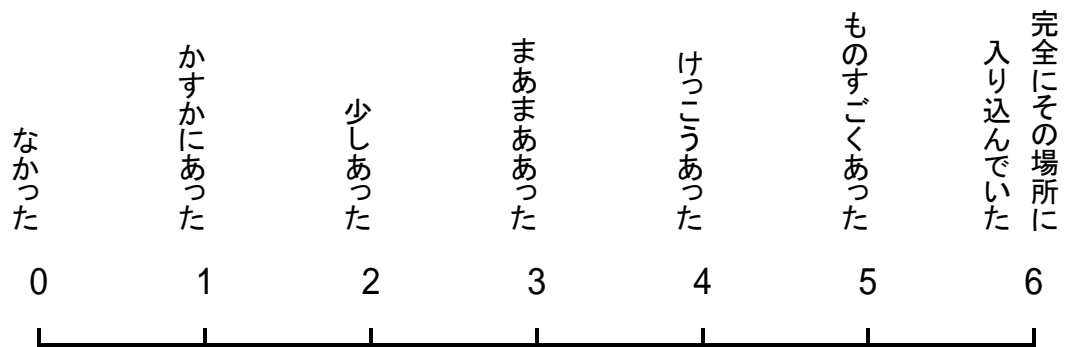 なかった
かすかにあった
少しあった
まあまああった
けっこうあった
ものすごくあった
完全にその場所に
入り込んでいた
0 1 2 3 4 5 6